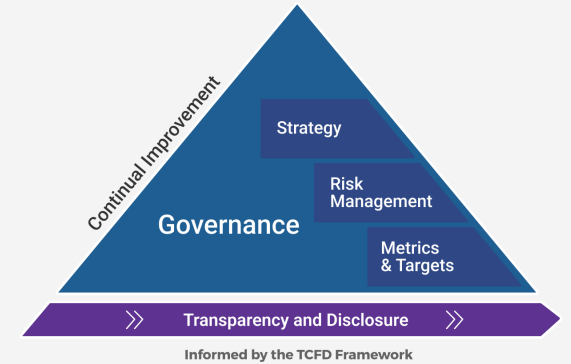 Continual Improvement
Strategy
Risk
Management
Governance
Metrics
& Targets
Transparency and Disclosure
Informed by the TCFD Framework